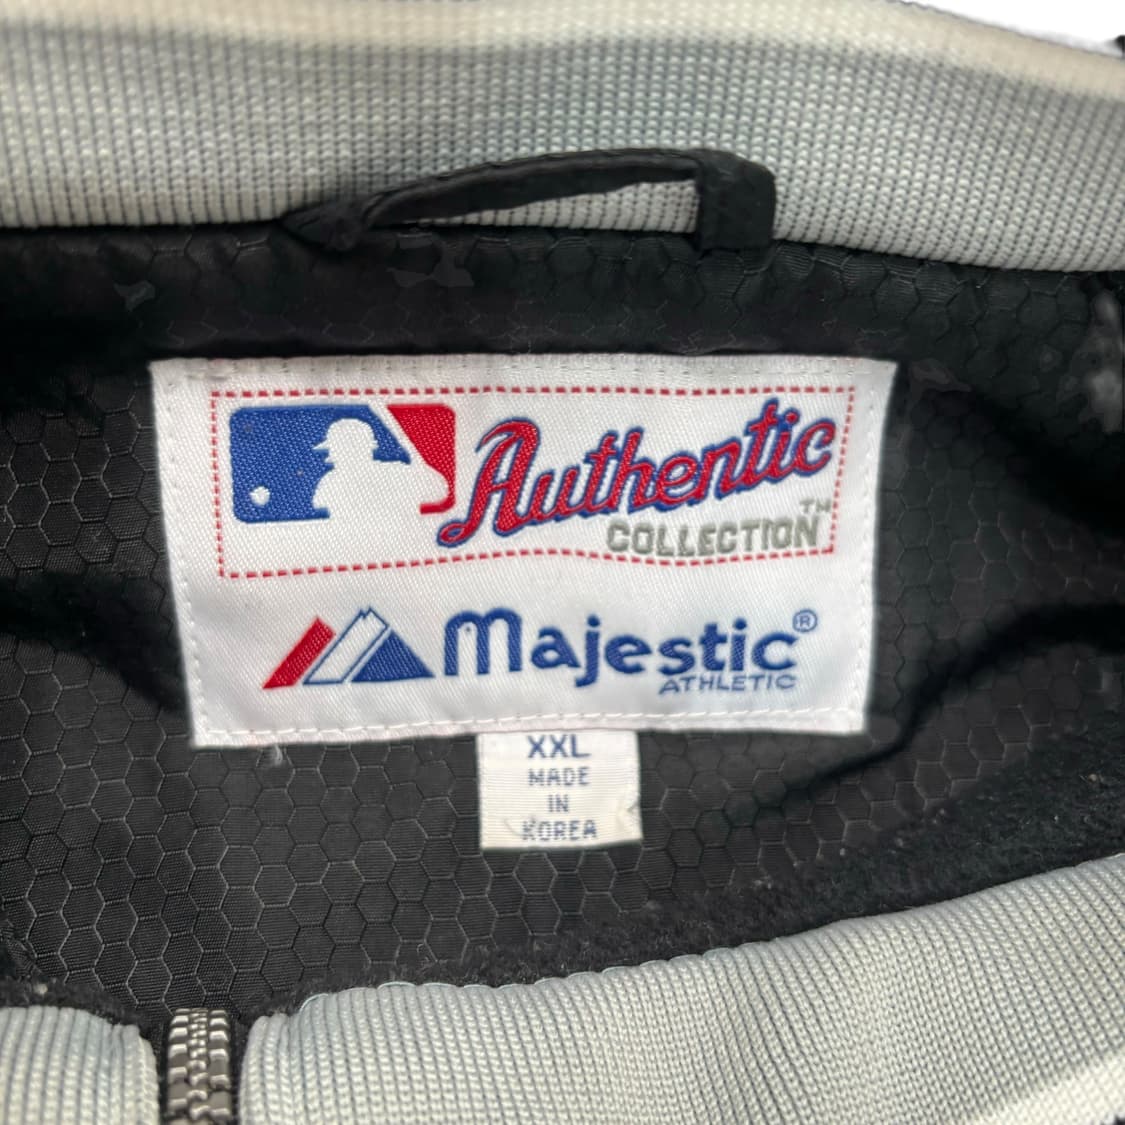 Authentic
COLLECTION™
Majestic®
ATHLETIC
XXL
MADE
IN
KOREA